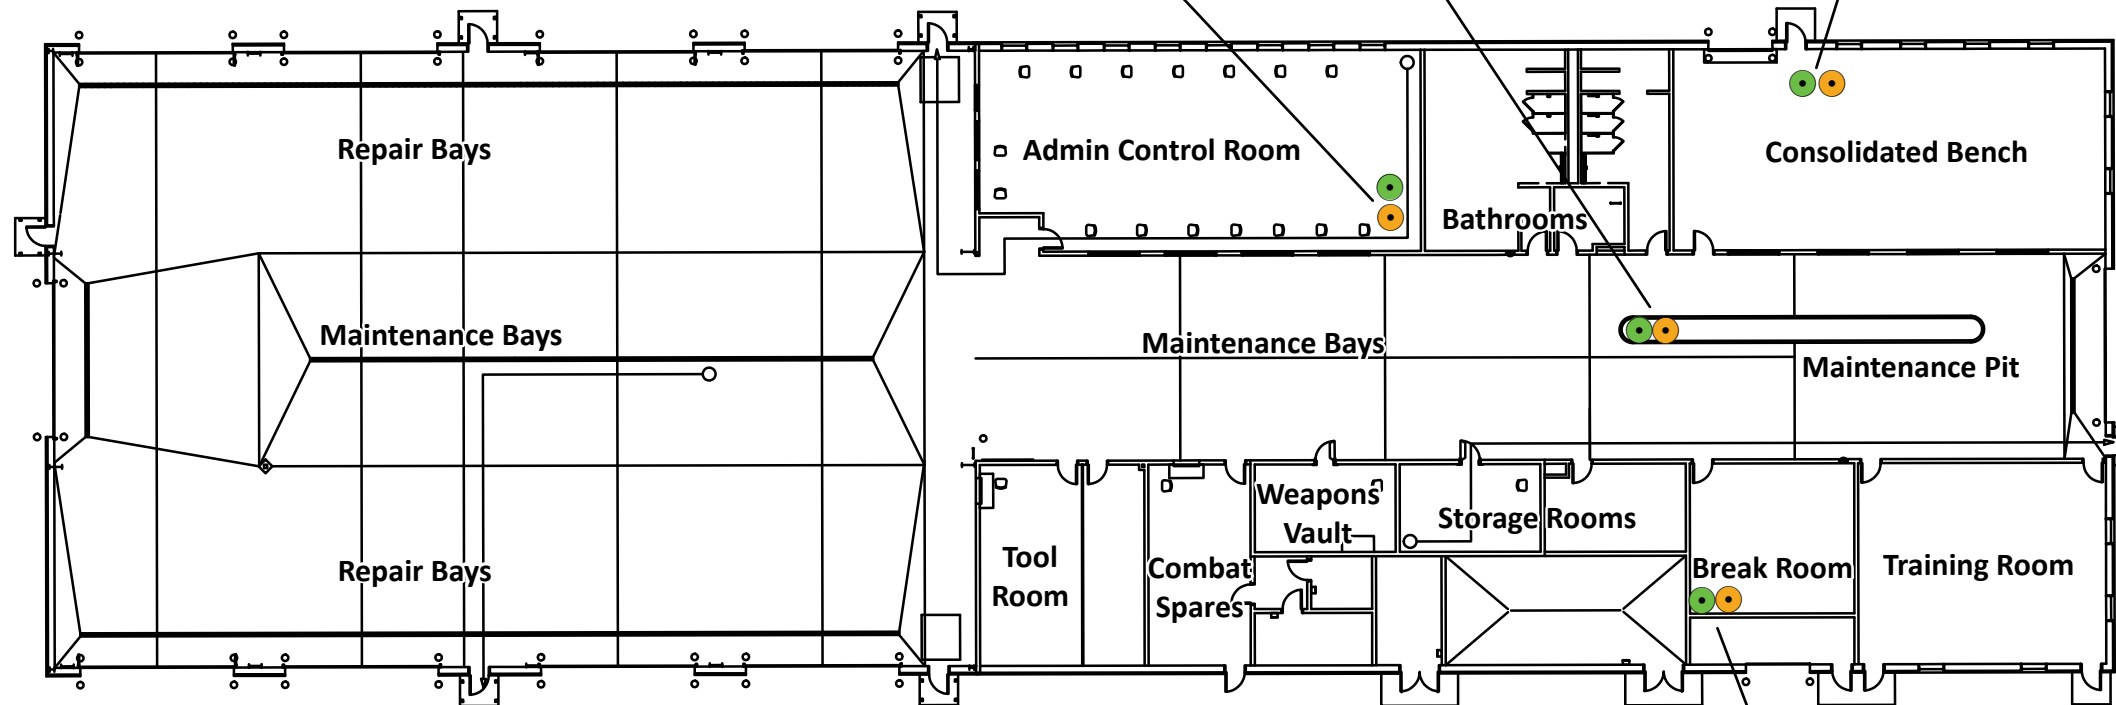 Repair Bays
Admin Control Room
Consolidated Bench
Bathrooms
Maintenance Bays
Maintenance Bays
Maintenance Pit
Weapons
Vault
Storage Rooms
Tool
Room
Combat
Spares
Break Room
Training Room
Repair Bays